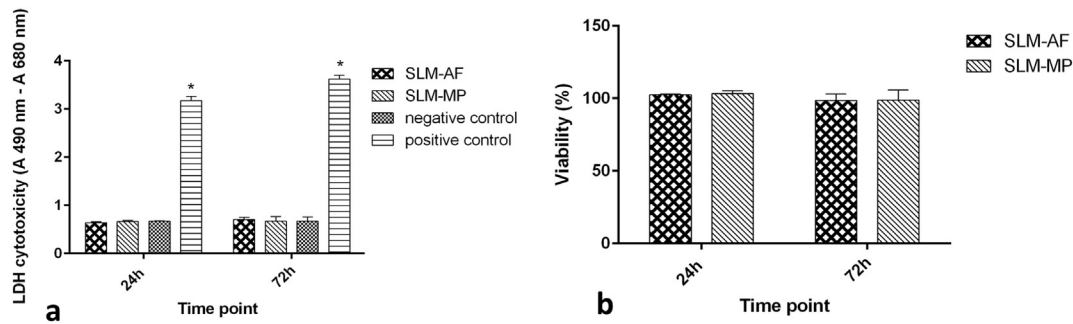 LDH cytotoxicity (A 490 nm - A 680 nm)
4
3
2
1
0
*
*
24h
72h
Time point
SLM-AF
SLM-MP
negative control
positive control
a
Viability (%)
150
100
50
0
24h
72h
Time point
SLM-AF
SLM-MP
b